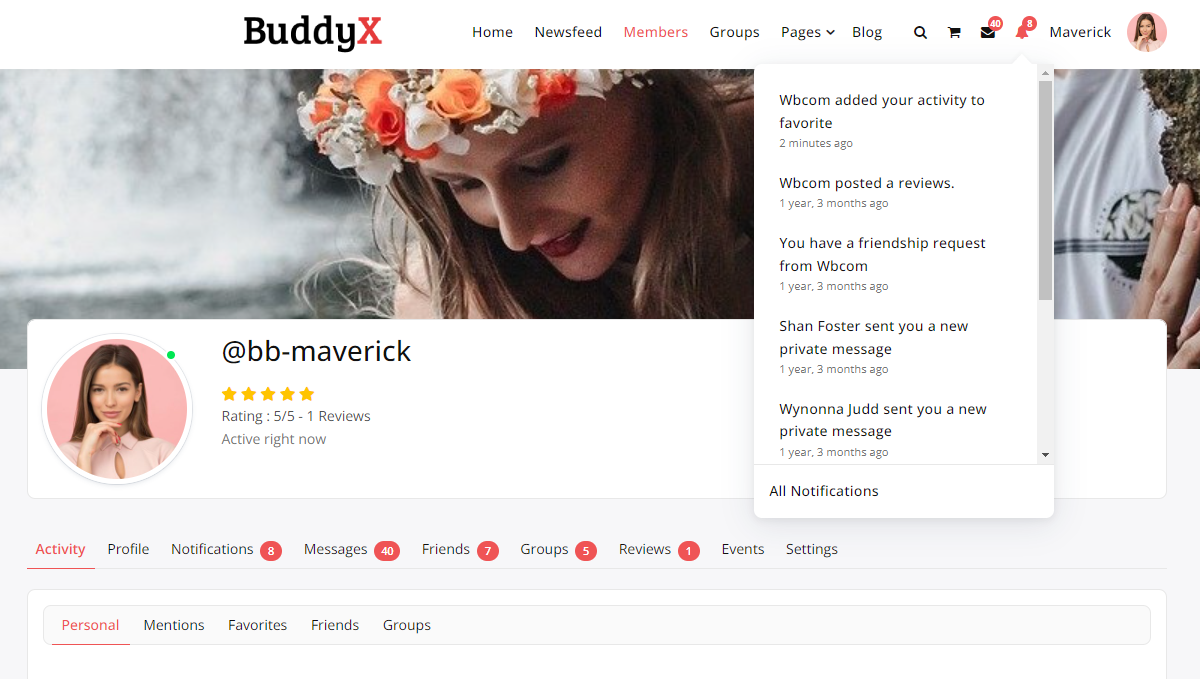 BuddyX
Home Newsfeed Members Groups Pages Blog 40 8 Maverick
Wbcom added your activity to
favorite
2 minutes ago
Wbcom posted a reviews.
1 year, 3 months ago
You have a friendship request
from Wbcom
1 year, 3 months ago
Shan Foster sent you a new
private message
1 year, 3 months ago
Wynonna Judd sent you a new
private message
1 year, 3 months ago
All Notifications
@bb-maverick
Rating : 5/5 - 1 Reviews
Active right now
Activity Profile Notifications 8 Messages 40 Friends 7 Groups 5 Reviews 1 Events Settings
Personal Mentions Favorites Friends Groups